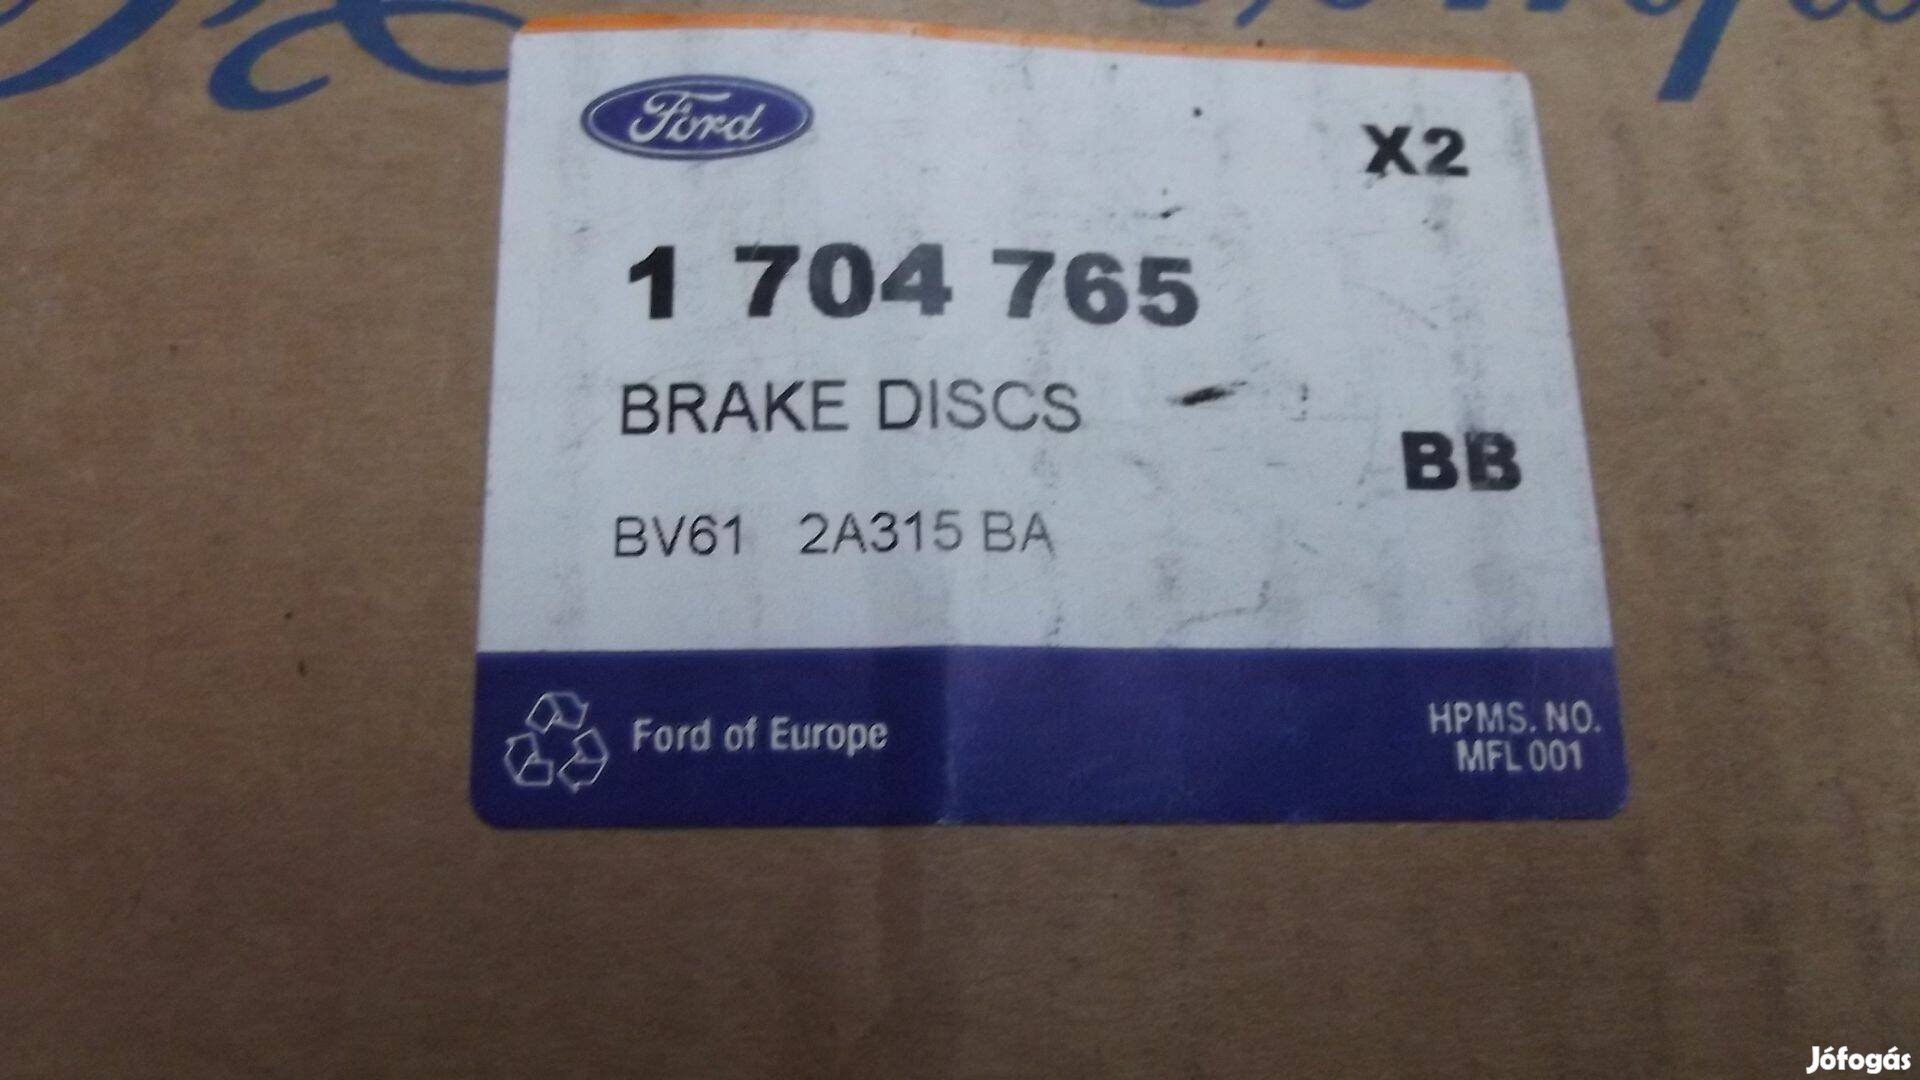 Ford
X2
1 704 765
BRAKE DISCS
BB
BV61 2A315 BA
Ford of Europe
HPMS. NO.
MFL 001
Jófogás